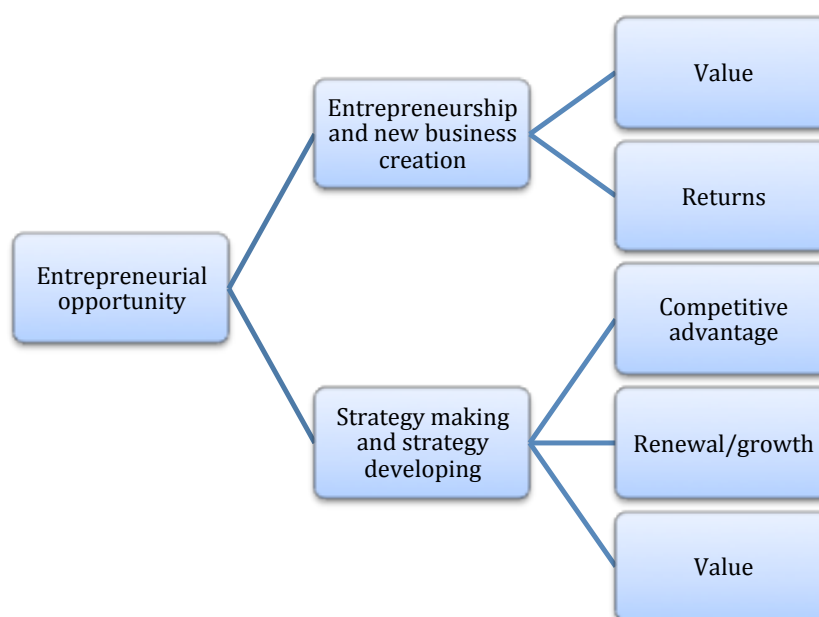 Entrepreneurial
opportunity
Entrepreneurship
and new business
creation
Value
Returns
Strategy making
and strategy
developing
Competitive
advantage
Renewal/growth
Value